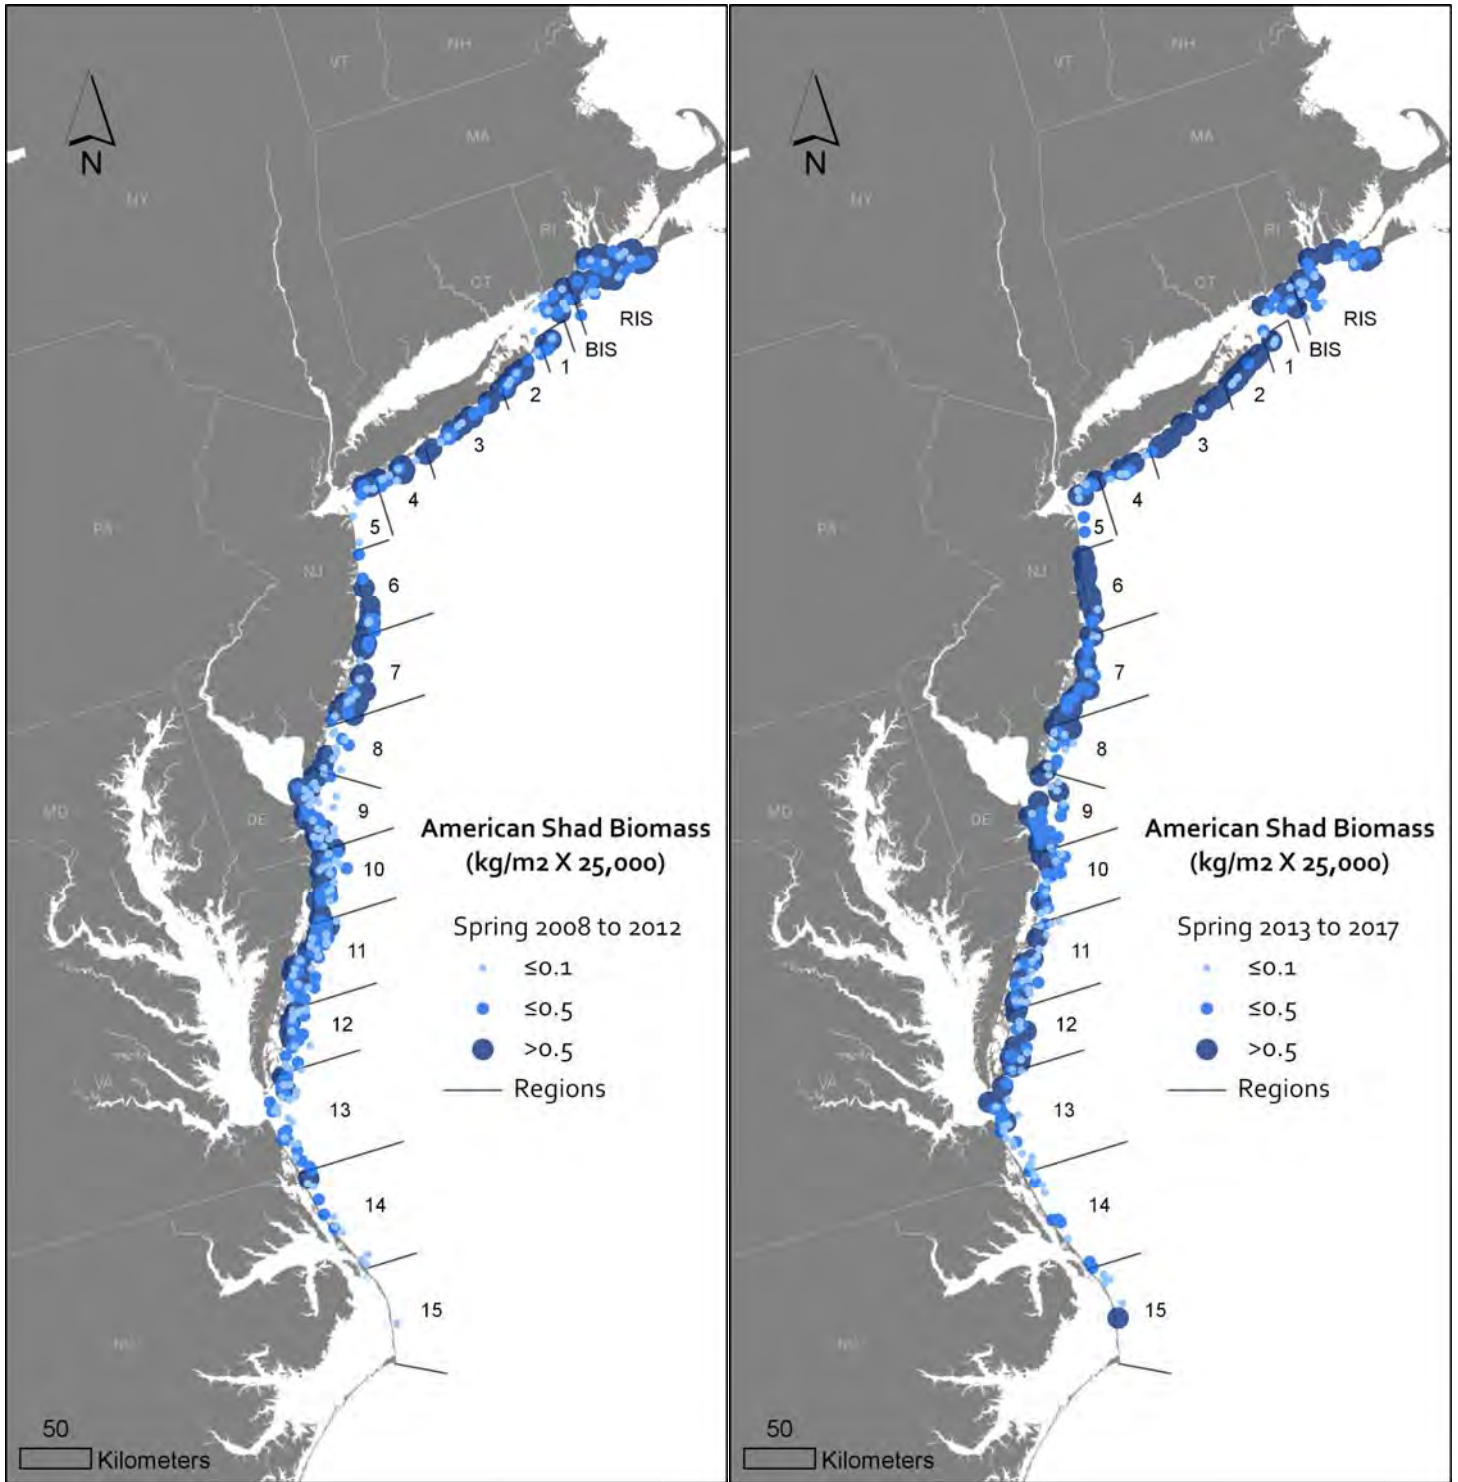 VT
NH
N
MA
NY
RI
CT
RIS
BIS
1
2
3
4
5
PA
NJ
6
7
8
MD
DE
9
10
11
12
VA
13
14
15
NC
American Shad Biomass
(kg/m2 X 25,000)
Spring 2008 to 2012
≤0.1
≤0.5
>0.5
Regions
50
Kilometers
VT
NH
N
MA
NY
RI
CT
RIS
BIS
1
2
3
4
5
PA
NJ
6
7
8
MD
DE
9
10
11
12
VA
13
14
15
NC
American Shad Biomass
(kg/m2 X 25,000)
Spring 2013 to 2017
≤0.1
≤0.5
>0.5
Regions
50
Kilometers